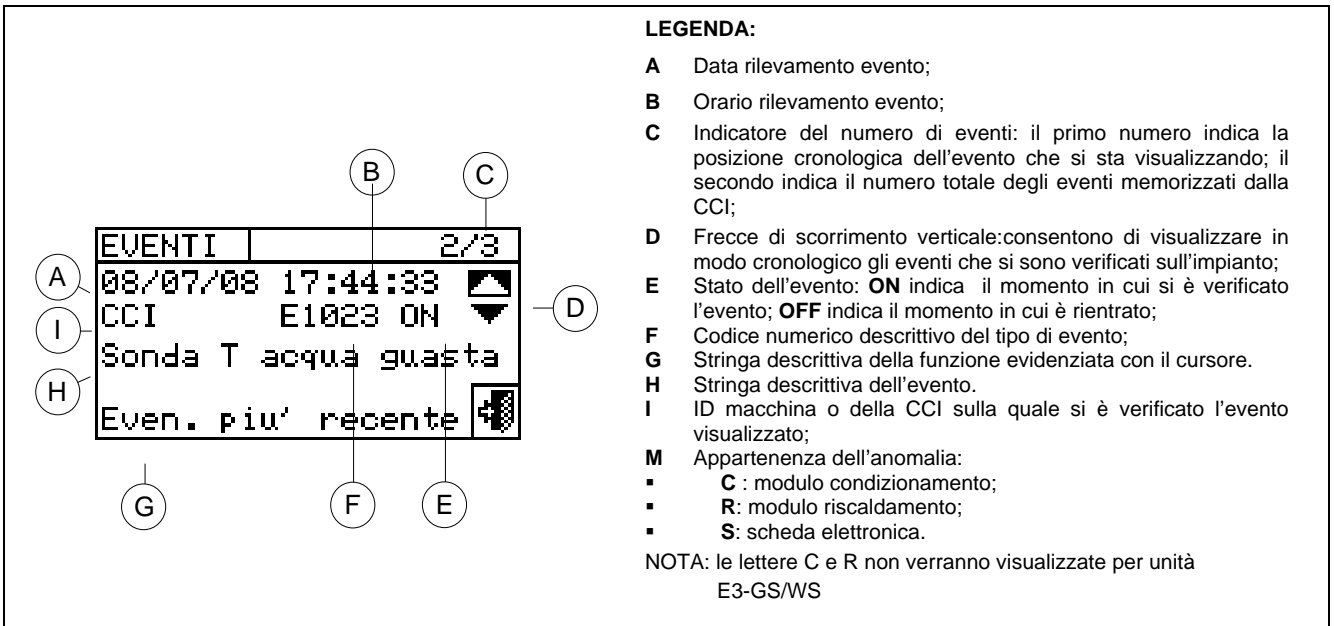 EVENTI 2/3
08/07/08 17:44:33
CCI E1023 ON
Sonda T acqua guasta
Even. piu' recente
A
B
C
D
I
H
G
F
E
LEGENDA:
A Data rilevamento evento;
B Orario rilevamento evento;
C Indicatore del numero di eventi: il primo numero indica la
posizione cronologica dell'evento che si sta visualizzando; il
secondo indica il numero totale degli eventi memorizzati dalla
CCI;
D Frecce di scorrimento verticale:consentono di visualizzare in
modo cronologico gli eventi che si sono verificati sull'impianto;
E Stato dell'evento: ON indica il momento in cui si è verificato
l'evento; OFF indica il momento in cui è rientrato;
F Codice numerico descrittivo del tipo di evento;
G Stringa descrittiva della funzione evidenziata con il cursore.
H Stringa descrittiva dell'evento.
I ID macchina o della CCI sulla quale si è verificato l'evento
visualizzato;
M Appartenenza dell'anomalia:
▪ C : modulo condizionamento;
▪ R: modulo riscaldamento;
▪ S: scheda elettronica.
NOTA: le lettere C e R non verranno visualizzate per unità
E3-GS/WS